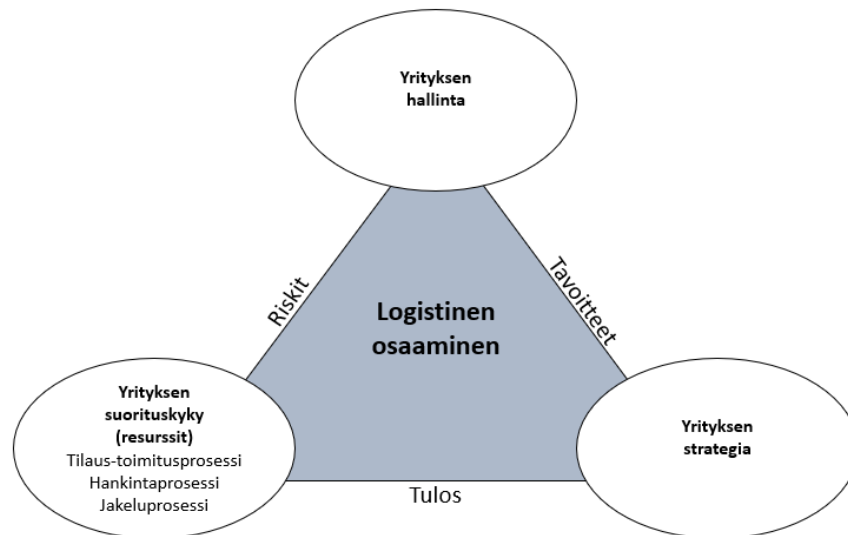 Yrityksen
hallinta
Riskit
Tavoitteet
Logistinen
osaaminen
Yrityksen
suorituskyky
(resurssit)
Tilaus-toimitusprosessi
Hankintaprosessi
Jakeluprosessi
Yrityksen
strategia
Tulos